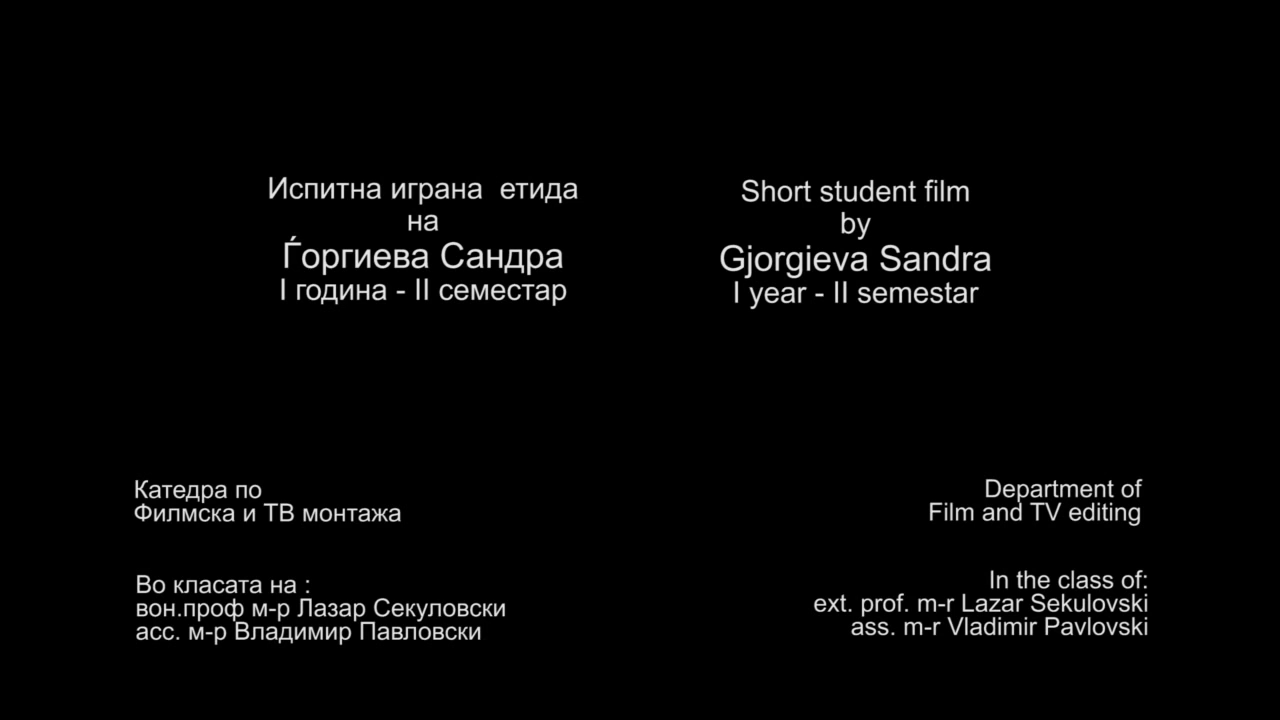 Испитна играна етида
на
Ѓоргиева Сандра
I година - II семестар
Short student film
by
Gjorgieva Sandra
I year - II semestar
Катедра по
Филмска и ТВ монтажа
Department of
Film and TV editing
Во класата на :
вон.проф м-р Лазар Секуловски
асс. м-р Владимир Павловски
In the class of:
ext. prof. m-r Lazar Sekulovski
ass. m-r Vladimir Pavlovski